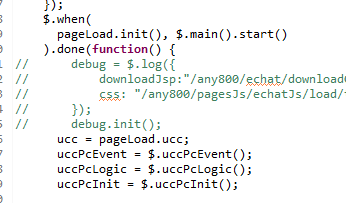 });
$.when(
pageLoad.init(), $.main().start()
).done(function() {
// debug = $.log({
// downloadJsp:"/any800/echat/download
// css: "/any800/pagesJs/echatJs/load/
// });
// debug.init();
ucc = pageLoad.ucc;
uccPcEvent = $.uccPcEvent();
uccPcLogic = $.uccPcLogic();
uccPcInit = $.uccPcInit();